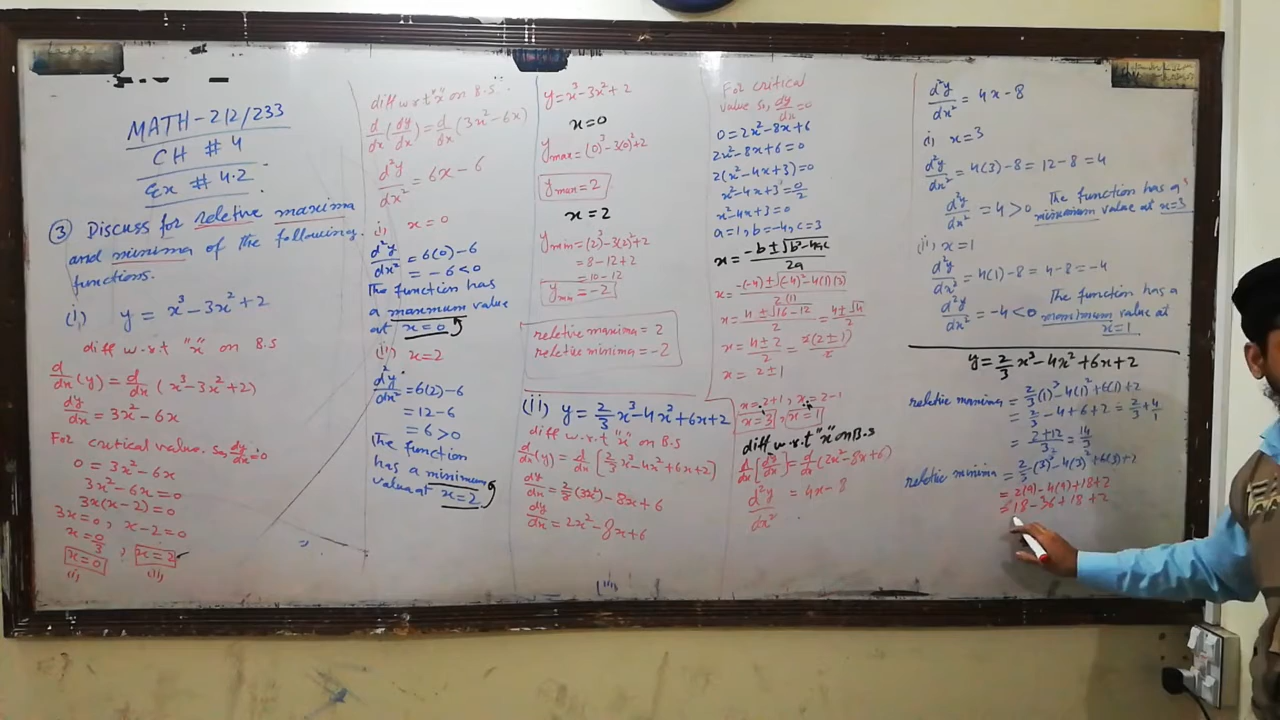 MATH-212/233
CH # 4
Ex # 4.2
③ Discuss for reletive maxima
and minima of the following
functions.
(i) y = x³-3x²+2
diff w.r.t "x" on B.S
d/dx (y) = d/dx (x³-3x²+2)
dy/dx = 3x²-6x
For critical value. So, dy/dx=0
0 = 3x²-6x
3x²-6x=0
3x(x-2)=0
3x=0, x-2=0
x=0/3
x=0 ; x=2
(i) (ii)
diff w.r.t "x" on B.S.
d/dx (dy/dx) = d/dx (3x²-6x)
d²y/dx² = 6x-6
i, x=0
d²y/dx² = 6(0)-6
= -6<0
The function has
a maxmum value
at x=0
(ii) x=2
d²y/dx² = 6(2)-6
= 12-6
= 6>0
The function
has a minimum
value at x=2
y=x³-3x²+2
x=0
ymax=(0)³-3(0)²+2
ymax=2
x=2
ymin=(2)³-3(2)²+2
=8-12+2
=10-12
ymin=-2
reletive maxima = 2
reletive minima = -2
(ii) y=2/3x³-4x²+6x+2
diff w.r.t "x" on B.S
d/dx(y)=d/dx[2/3x³-4x²+6x+2]
dy/dx=2/3(3x²)-8x+6
dy/dx=2x²-8x+6
For critical
value so, dy/dx=0
0=2x²-8x+6
2x²-8x+6=0
2(x²-4x+3)=0
x²-4x+3=0/2
x²-4x+3=0
a=1, b=-4, c=3
x=-b±√b²-4ac/2a
x=-(-4)±√(-4)²-4(1)(3)/2(1)
x=4±√16-12/2=4±√4/2
x=4±2/2=2(2±1)/2
x=2±1
x=2+1, x=2-1
x=3, x=1
diff w.r.t "x" on B.S
d/dx[dy/dx]=d/dx(2x²-8x+6)
d²y/dx² = 4x-8
d²y/dx² = 4x-8
(i, x=3
d²y/dx² = 4(3)-8=12-8=4
d²y/dx² = 4>0 The function has a
minimum value at x=3
(ii, x=1
d²y/dx² = 4(1)-8=4-8=-4
d²y/dx² = -4<0 The function has a
value at
x=1
y=2/3x³-4x²+6x+2
reletive maxima = 2/3(1)³-4(1)²+6(1)+2
= 2/3-4+6+2=2/3+4/1
= 2+12/3=14/3
reletive minima = 2/3(3)³-4(3)²+6(3)+2
= 2(9)-4(9)+18+2
= 18-36+18+2